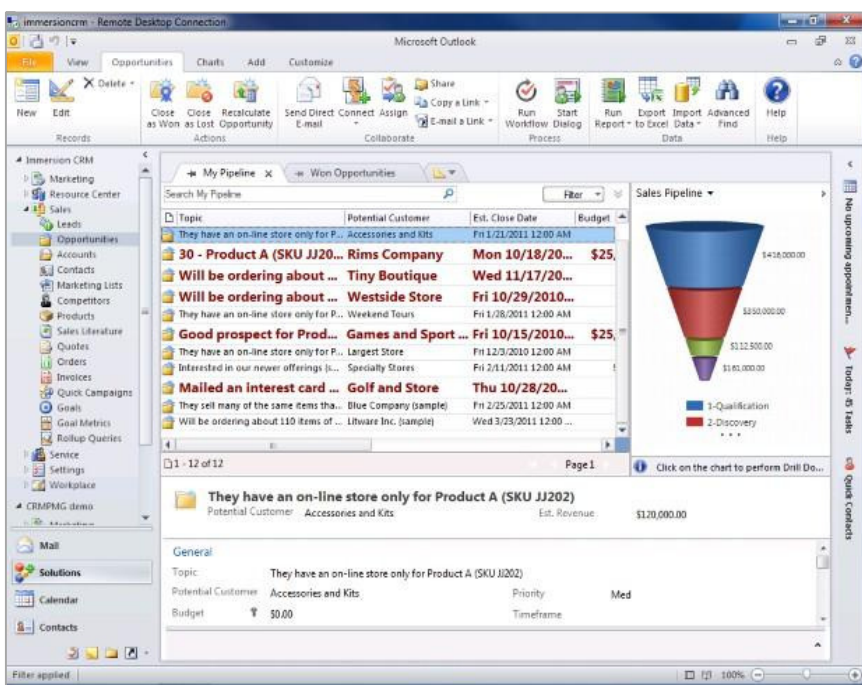 immersioncrm - Remote Desktop Connection
Microsoft Outlook
File View Opportunities Charts Add Customize
New
Edit
Delete
Records
Close as Won
Close as Lost
Recalculate Opportunity
Actions
Send Direct E-mail
Connect
Assign
Share
Copy a Link
E-mail a Link
Collaborate
Run Workflow
Start Dialog
Process
Run Report
Export to Excel
Import Data
Advanced Find
Data
Help
Help
Immersion CRM
Marketing
Resource Center
Sales
Leads
Opportunities
Accounts
Contacts
Marketing Lists
Competitors
Products
Sales Literature
Quotes
Orders
Invoices
Quick Campaigns
Goals
Goal Metrics
Rollup Queries
Service
Settings
Workplace
CRMPMG demo
Marketing
Mail
Solutions
Calendar
Contacts
My Pipeline x Won Opportunities
Search My Pipeline Filter
Topic Potential Customer Est. Close Date Budget
They have an on-line store only for P... Accessories and Kits Fri 1/21/2011 12:00 AM
30 - Product A (SKU JJ20... Rims Company Mon 10/18/20... $25,
Will be ordering about ... Tiny Boutique Wed 11/17/20...
Will be ordering about ... Westside Store Fri 10/29/2010...
They have an on-line store only for P... Weekend Tours Fri 1/28/2011 12:00 AM
Good prospect for Prod... Games and Sport ... Fri 10/15/2010... $25,
They have an on-line store only for P... Largest Store Fri 12/3/2010 12:00 AM
Interested in our newer offerings (s... Specialty Stores Fri 2/11/2011 12:00 AM
Mailed an interest card ... Golf and Store Thu 10/28/20...
They sell many of the same items tha... Blue Company (sample) Fri 2/25/2011 12:00 AM
Will be ordering about 110 items of ... Litware Inc. (sample) Wed 3/23/2011 12:00 ...
1 - 12 of 12 Page 1
Sales Pipeline
$416,000.00
$350,000.00
$112,500.00
$161,000.00
1-Qualification
2-Discovery
Click on the chart to perform Drill Do...
They have an on-line store only for Product A (SKU JJ202)
Potential Customer Accessories and Kits Est. Revenue $120,000.00
General
Topic They have an on-line store only for Product A (SKU JJ202)
Potential Customer Accessories and Kits Priority Med
Budget $0.00 Timeframe
No upcoming appointmen...
Today: 45 Tasks
Quick Contacts
Filter applied 100%